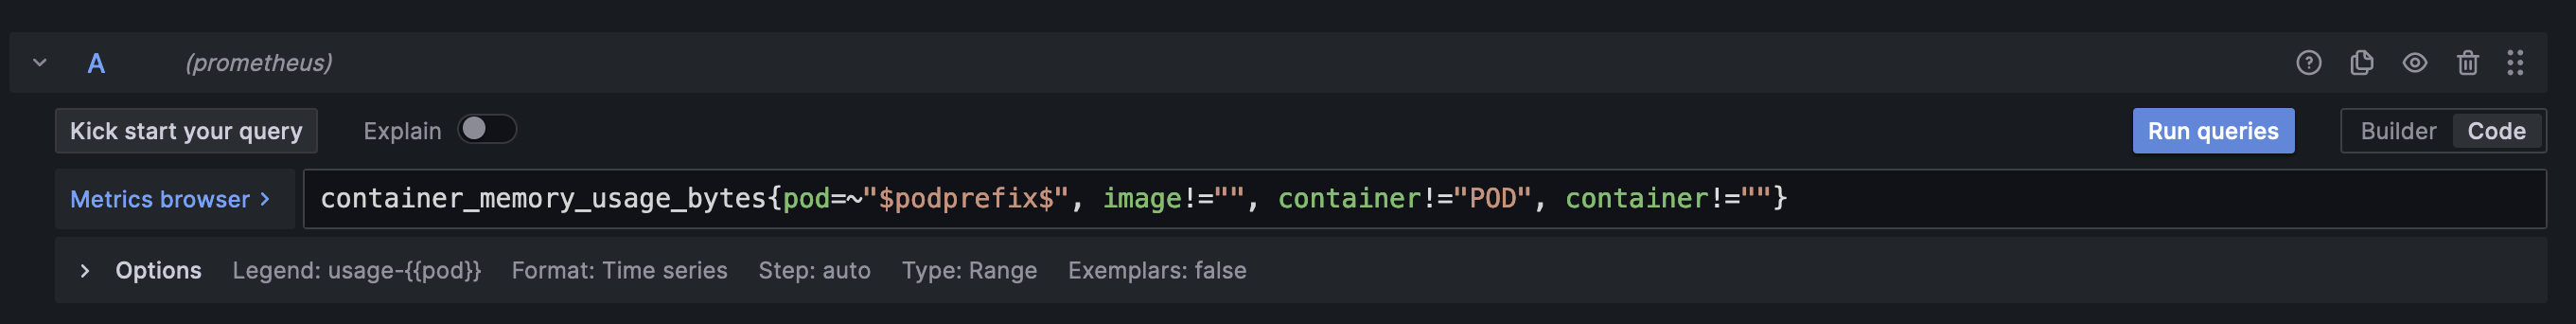 A (prometheus)
Kick start your query Explain Run queries Builder Code
Metrics browser > container_memory_usage_bytes{pod=~"$podprefix$", image!="", container!="POD", container!=""}
Options Legend: usage-{{pod}} Format: Time series Step: auto Type: Range Exemplars: false